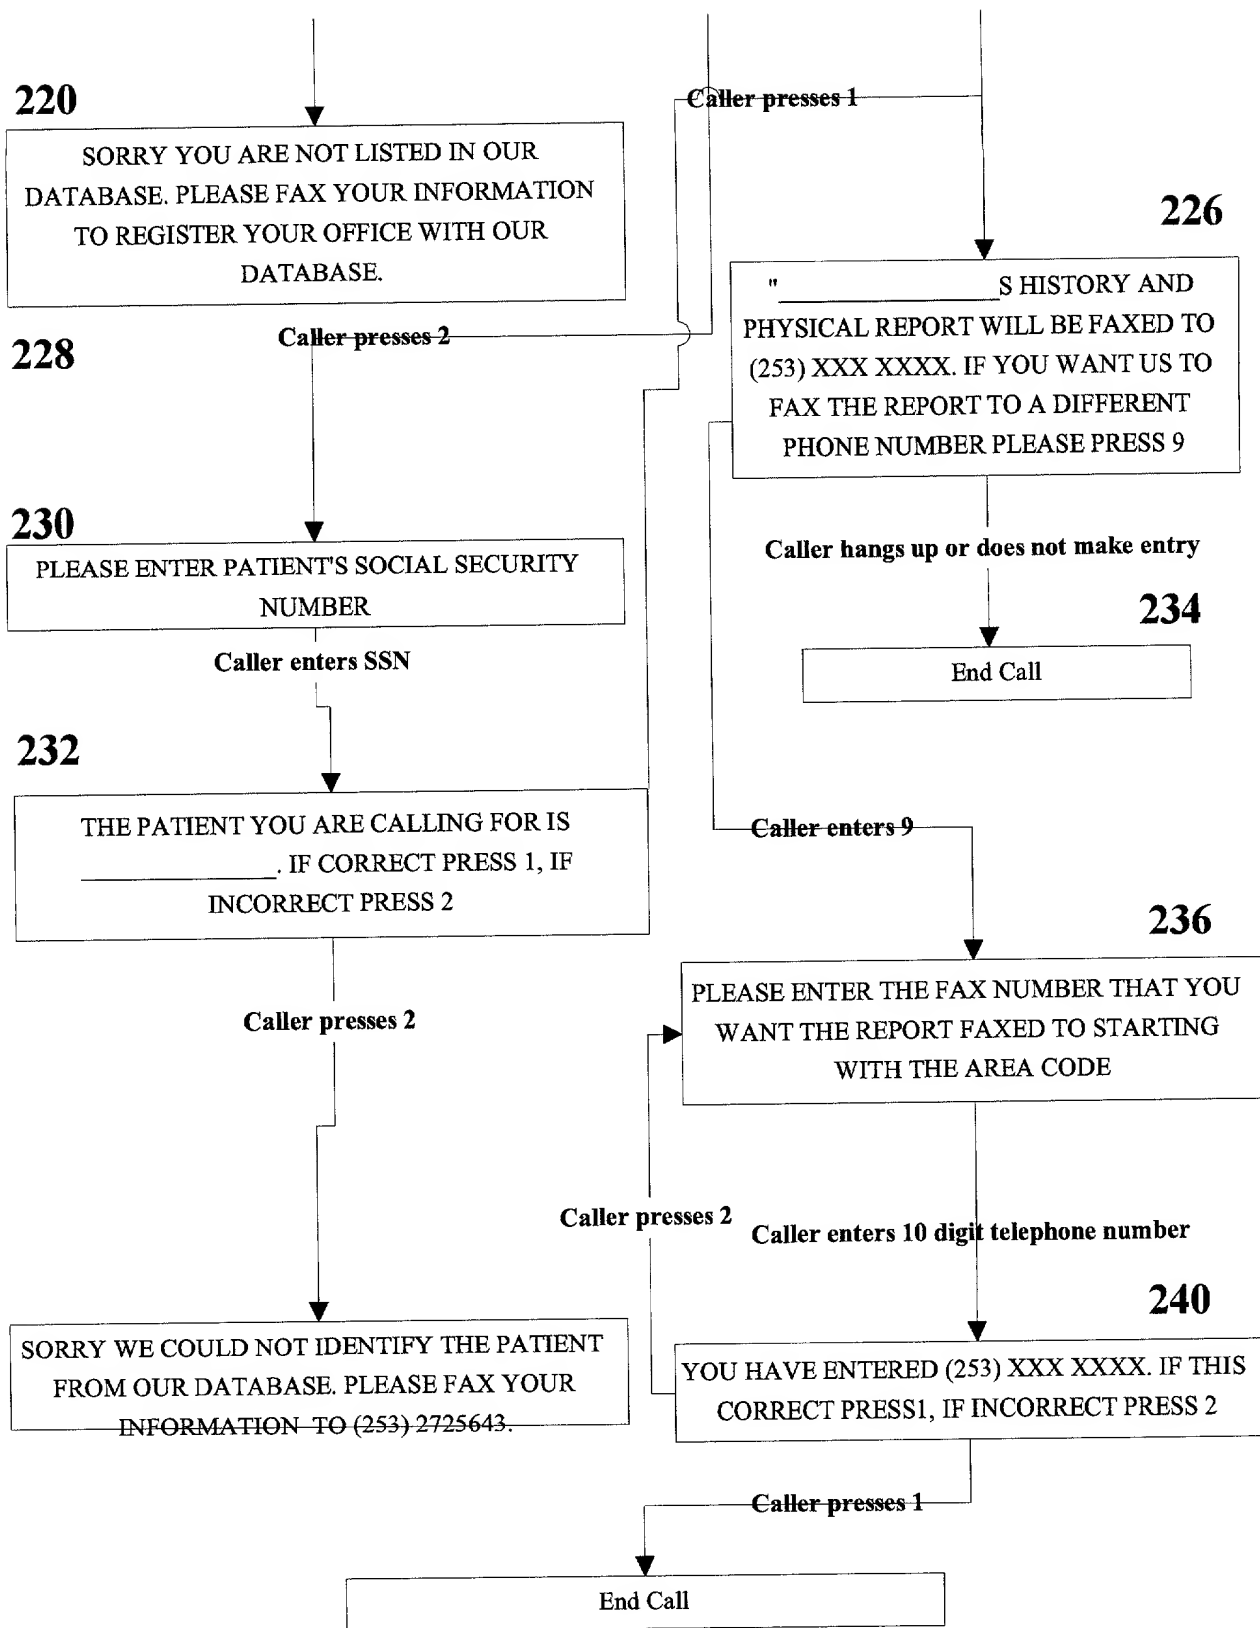 220
SORRY YOU ARE NOT LISTED IN OUR
DATABASE. PLEASE FAX YOUR INFORMATION
TO REGISTER YOUR OFFICE WITH OUR
DATABASE.
Caller presses 1
226
"__________________S HISTORY AND
PHYSICAL REPORT WILL BE FAXED TO
(253) XXX XXXX. IF YOU WANT US TO
FAX THE REPORT TO A DIFFERENT
PHONE NUMBER PLEASE PRESS 9
Caller presses 2
228
230
PLEASE ENTER PATIENT'S SOCIAL SECURITY
NUMBER
Caller enters SSN
Caller hangs up or does not make entry
234
End Call
232
THE PATIENT YOU ARE CALLING FOR IS
________________. IF CORRECT PRESS 1, IF
INCORRECT PRESS 2
Caller enters 9
236
PLEASE ENTER THE FAX NUMBER THAT YOU
WANT THE REPORT FAXED TO STARTING
WITH THE AREA CODE
Caller presses 2
Caller presses 2
Caller enters 10 digit telephone number
240
SORRY WE COULD NOT IDENTIFY THE PATIENT
FROM OUR DATABASE. PLEASE FAX YOUR
INFORMATION TO (253) 2725643.
YOU HAVE ENTERED (253) XXX XXXX. IF THIS
CORRECT PRESS1, IF INCORRECT PRESS 2
Caller presses 1
End Call